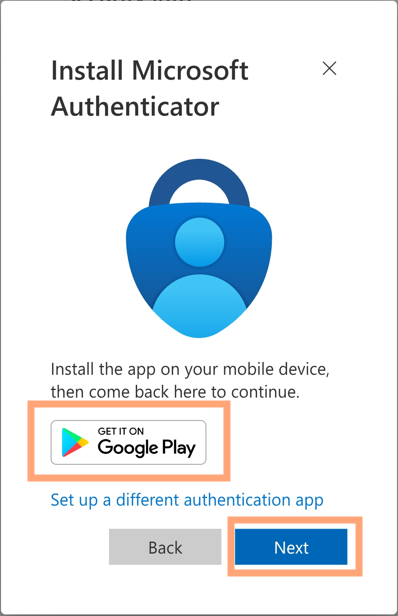 Install Microsoft
Authenticator
Install the app on your mobile device,
then come back here to continue.
GET IT ON
Google Play
Set up a different authentication app
Back
Next